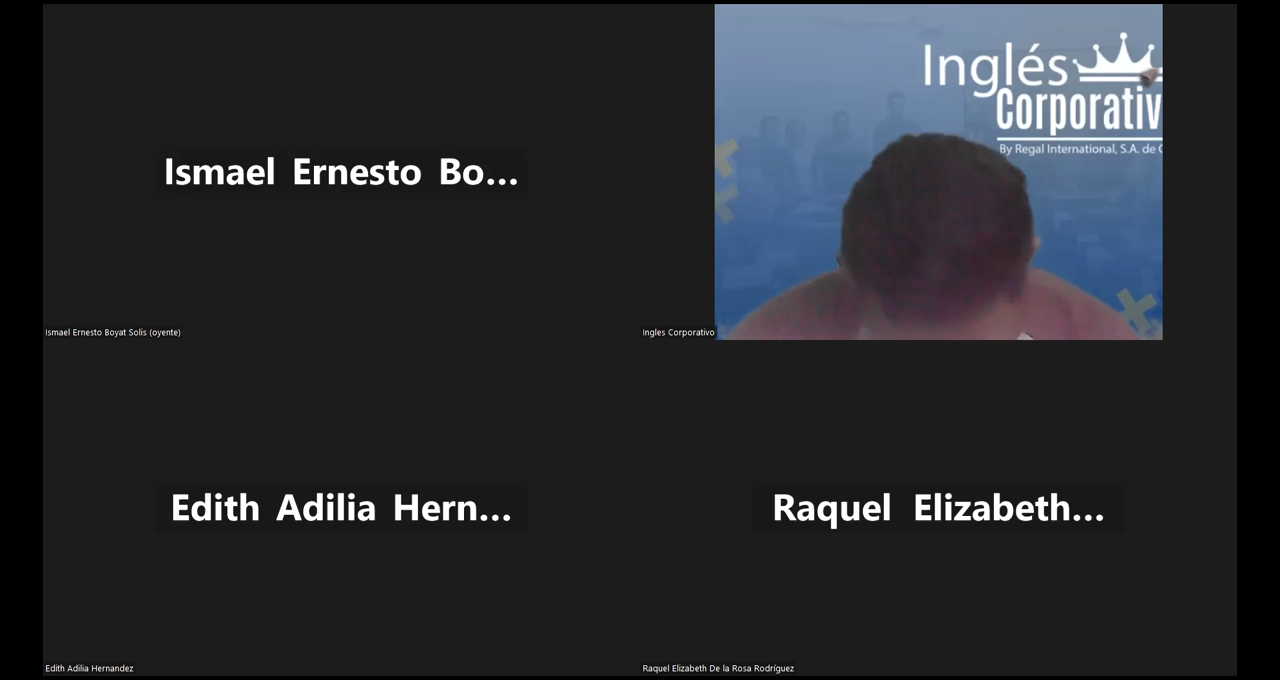 Ismael Ernesto Bo...
Ismael Ernesto Boyat Solis (oyente)
Inglés
Corporativ
By Regal International, S.A. de C
Ingles Corporativo
Edith Adilia Hern...
Edith Adilia Hernandez
Raquel Elizabeth...
Raquel Elizabeth De la Rosa Rodríguez